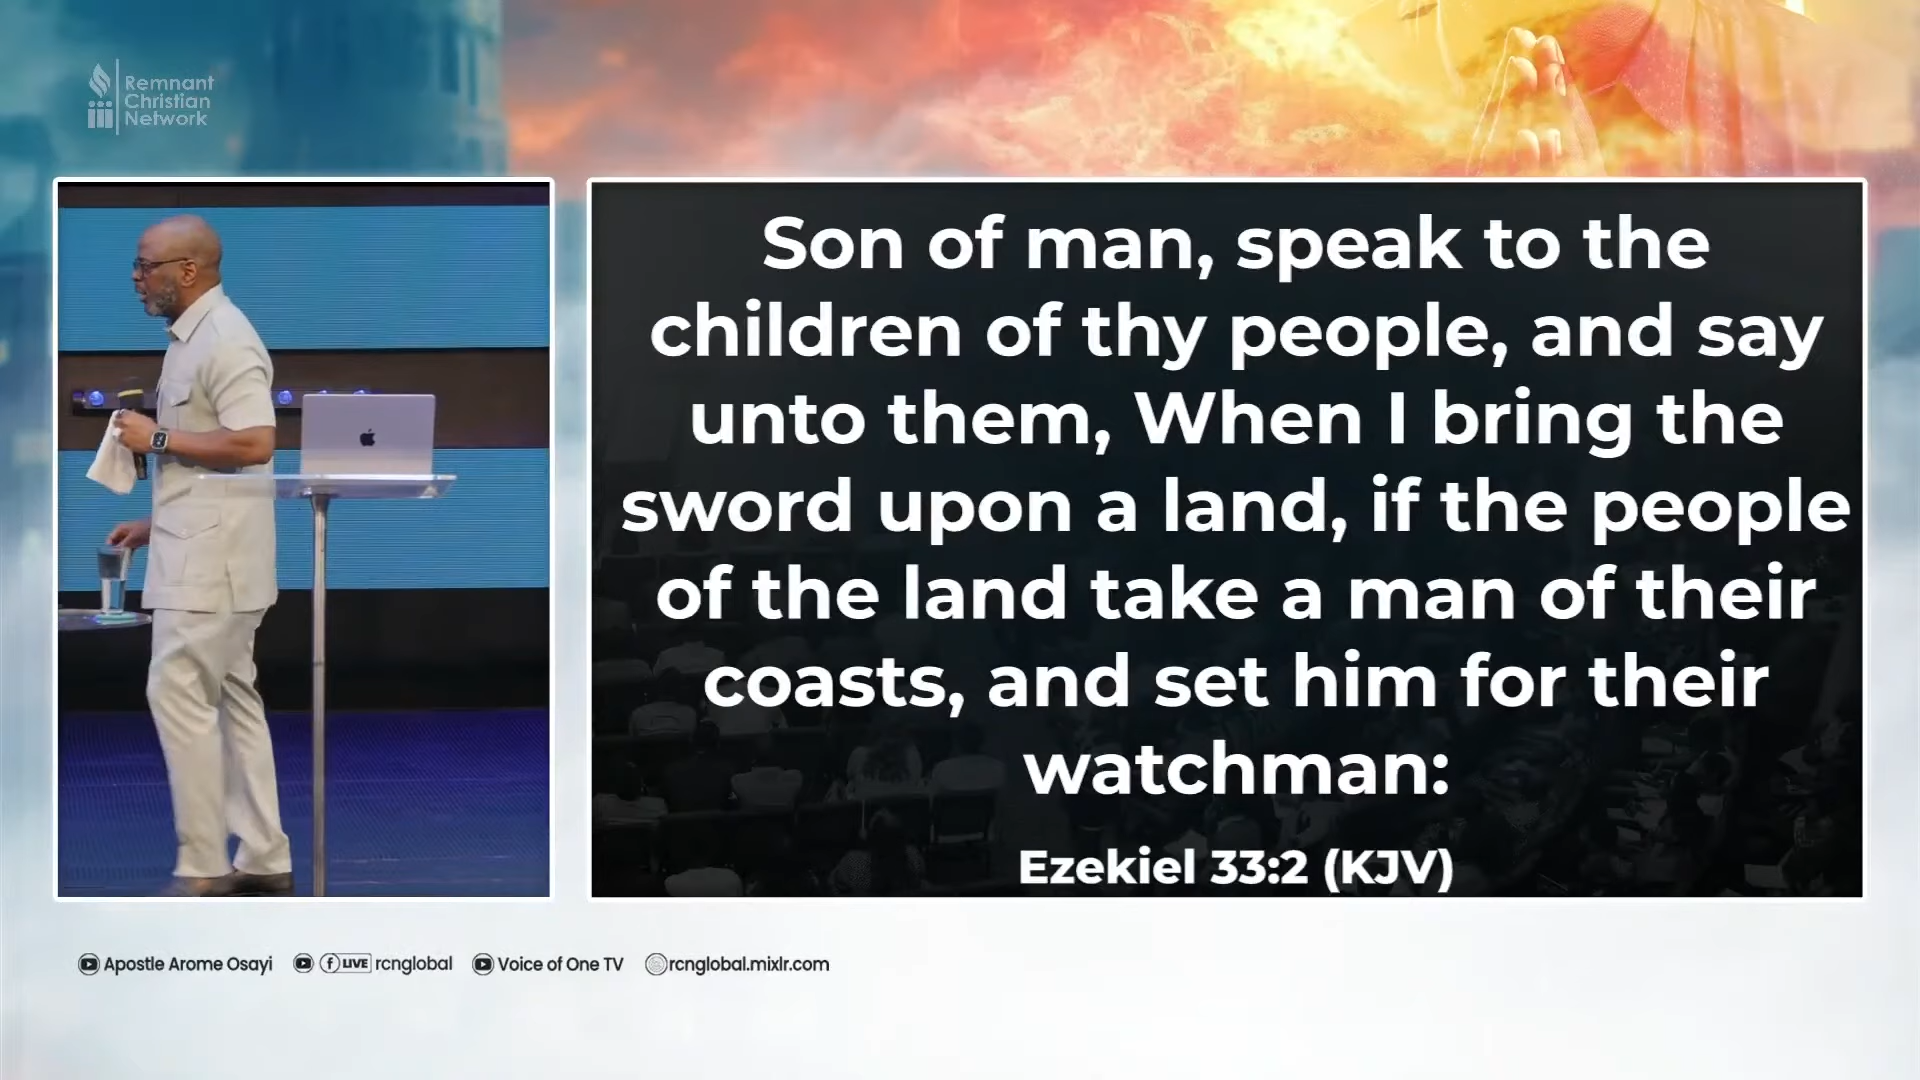 Remnant
Christian
Network
Son of man, speak to the
children of thy people, and say
unto them, When I bring the
sword upon a land, if the people
of the land take a man of their
coasts, and set him for their
watchman:
Ezekiel 33:2 (KJV)
Apostle Arome Osayi f LIVE rcnglobal Voice of One TV rcnglobal.mixlr.com